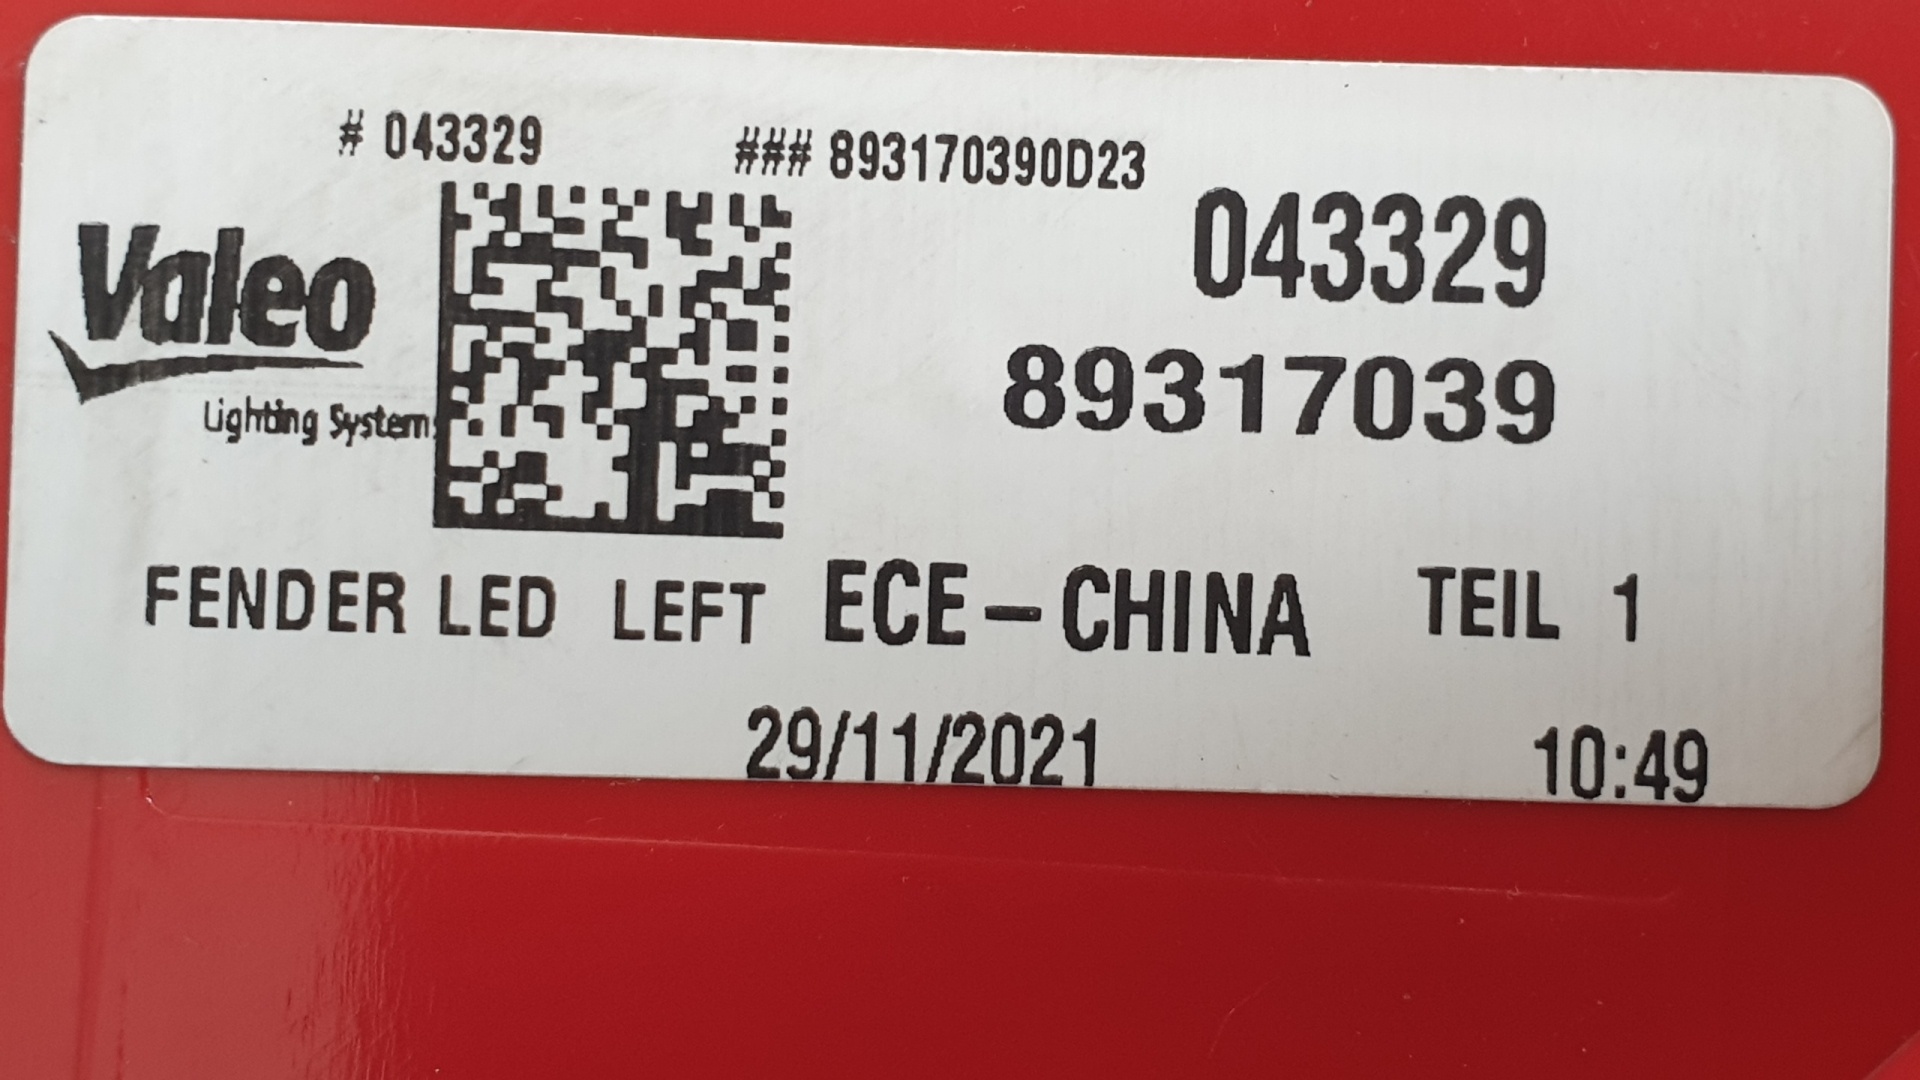 # 043329 ### 893170390D23
Valeo
Lighting Systems
043329
89317039
FENDER LED LEFT ECE-CHINA TEIL 1
29/11/2021 10:49